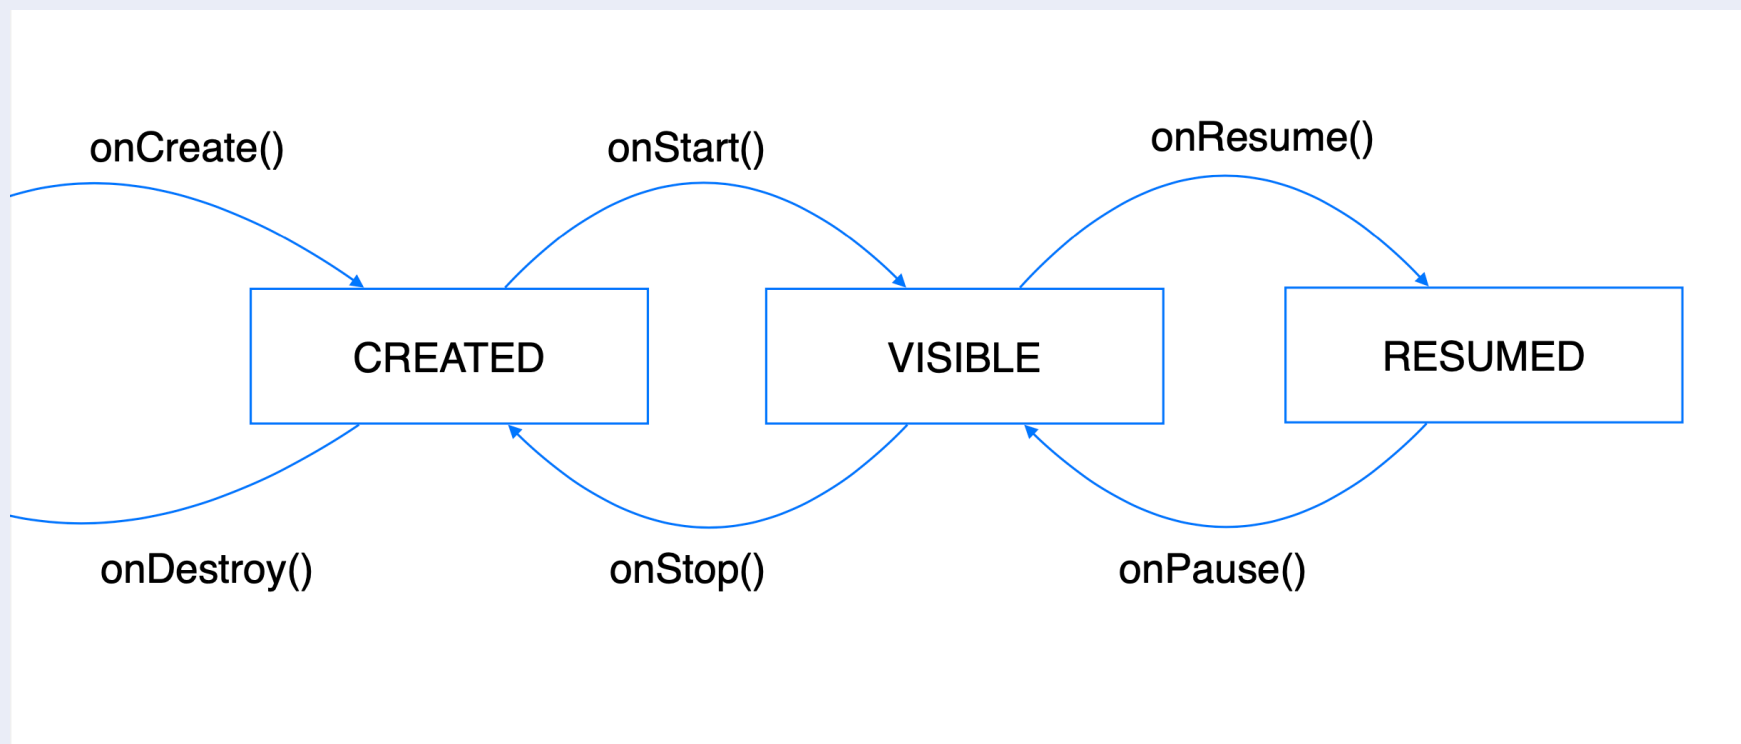 onCreate()
onStart()
onResume()
CREATED
VISIBLE
RESUMED
onDestroy()
onStop()
onPause()